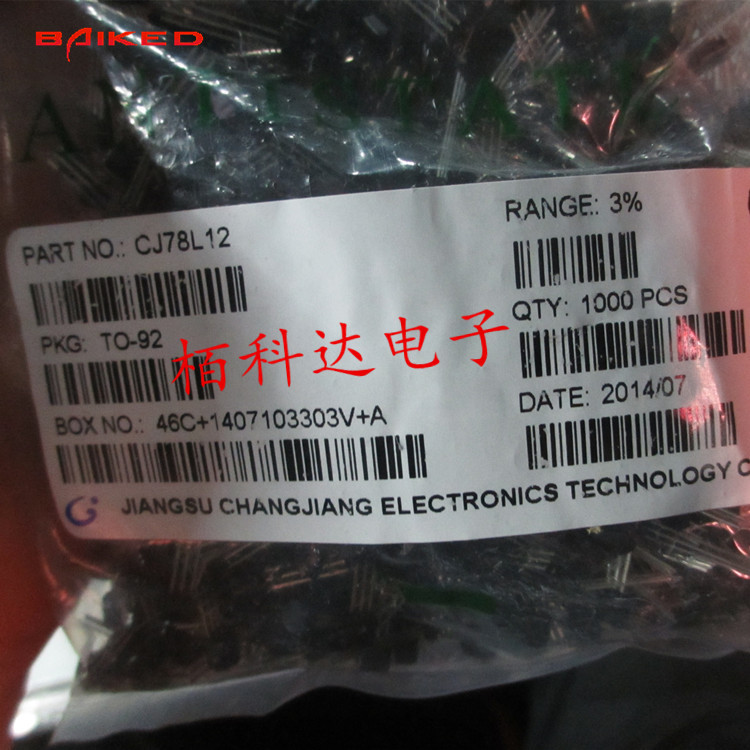 BAIKED
ANTISTATIC
PART NO.: CJ78L12
RANGE: 3%
PKG: TO-92
QTY: 1000 PCS
栢科达电子
BOX NO.: 46C+1407103303V+A
DATE: 2014/07
JIANGSU CHANGJIANG ELECTRONICS TECHNOLOGY